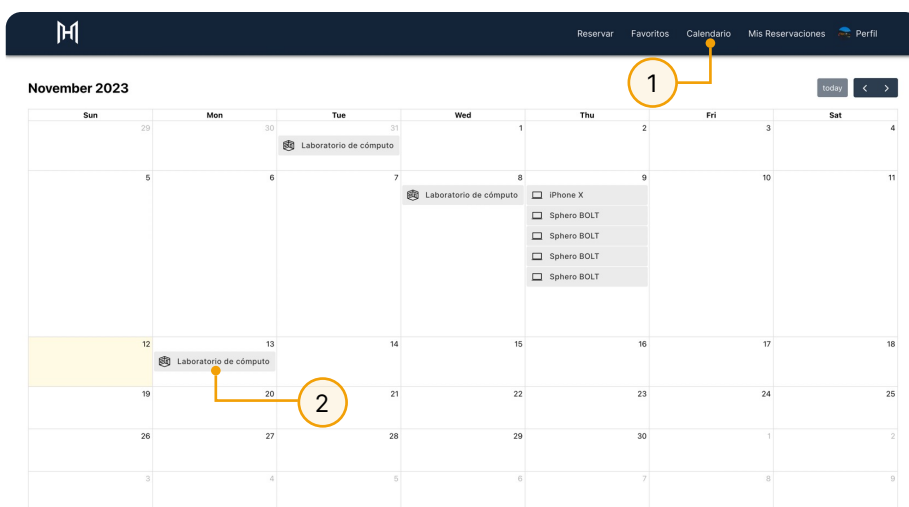 Reservar Favoritos Calendario Mis Reservaciones Perfil
1
November 2023
today
Sun Mon Tue Wed Thu Fri Sat
29 30 31 1 2 3 4
Laboratorio de cómputo
5 6 7 8 9 10 11
Laboratorio de cómputo iPhone X
Sphero BOLT
Sphero BOLT
Sphero BOLT
Sphero BOLT
12 13 14 15 16 17 18
Laboratorio de cómputo
19 20 21 22 23 24 25
2
26 27 28 29 30 1 2
3 4 5 6 7 8 9